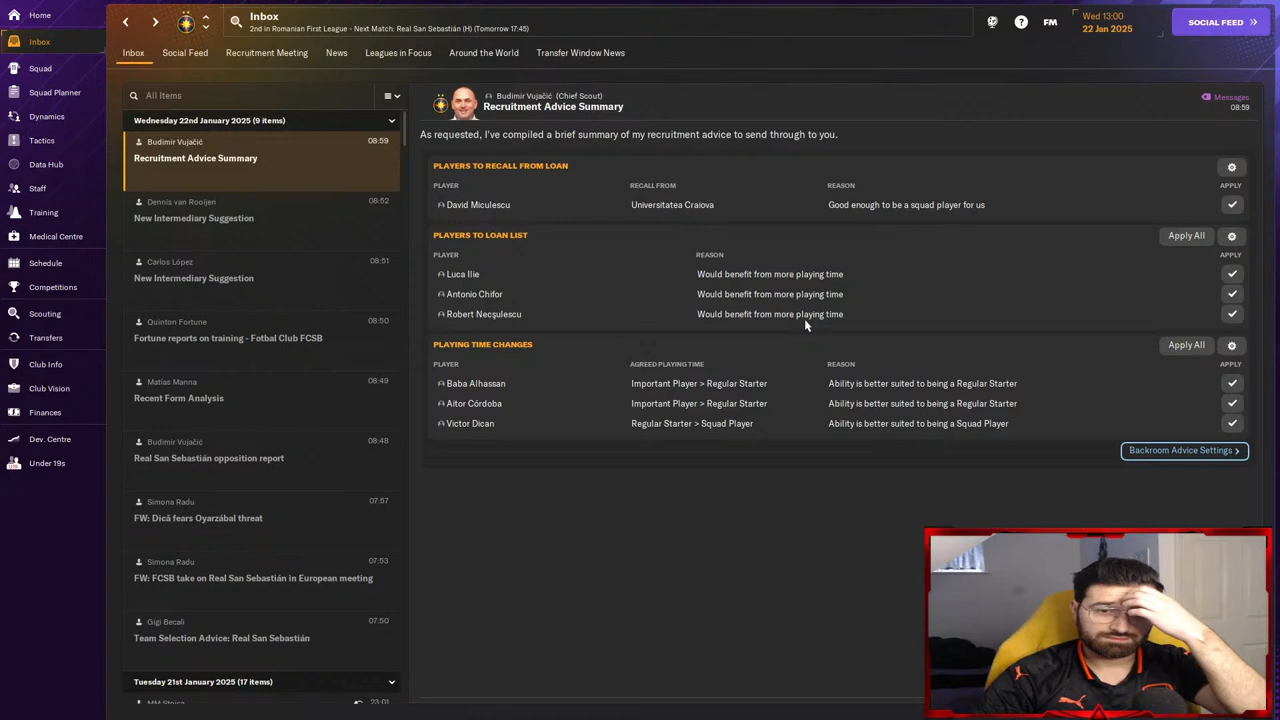 Home
Inbox
Squad
Squad Planner
Dynamics
Tactics
Data Hub
Staff
Training
Medical Centre
Schedule
Competitions
Scouting
Transfers
Club Info
Club Vision
Finances
Dev. Centre
Under 19s
Inbox
2nd in Romanian First League - Next Match: Real San Sebastián (H) (Tomorrow 17:45)
FM
Wed 13:00
22 Jan 2025
SOCIAL FEED
Inbox Social Feed Recruitment Meeting News Leagues in Focus Around the World Transfer Window News
All Items
Wednesday 22nd January 2025 (9 items)
Budimir Vujačić 08:59
Recruitment Advice Summary
Dennis van Rooijen 08:52
New Intermediary Suggestion
Carlos López 08:51
New Intermediary Suggestion
Quinton Fortune 08:50
Fortune reports on training - Fotbal Club FCSB
Matías Manna 08:49
Recent Form Analysis
Budimir Vujačić 08:48
Real San Sebastián opposition report
Simona Radu 07:57
FW: Dică fears Oyarzábal threat
Simona Radu 07:53
FW: FCSB take on Real San Sebastián in European meeting
Gigi Becali 07:50
Team Selection Advice: Real San Sebastián
Tuesday 21st January 2025 (17 items)
MM Stoica 23:01
Budimir Vujačić (Chief Scout)
Recruitment Advice Summary
Messages
08:59
As requested, I've compiled a brief summary of my recruitment advice to send through to you.
PLAYERS TO RECALL FROM LOAN
PLAYER RECALL FROM REASON APPLY
David Miculescu Universitatea Craiova Good enough to be a squad player for us
PLAYERS TO LOAN LIST Apply All
PLAYER REASON APPLY
Luca Ilie Would benefit from more playing time
Antonio Chifor Would benefit from more playing time
Robert Necșulescu Would benefit from more playing time
PLAYING TIME CHANGES Apply All
PLAYER AGREED PLAYING TIME REASON APPLY
Baba Alhassan Important Player > Regular Starter Ability is better suited to being a Regular Starter
Aitor Córdoba Important Player > Regular Starter Ability is better suited to being a Regular Starter
Victor Dican Regular Starter > Squad Player Ability is better suited to being a Squad Player
Backroom Advice Settings >